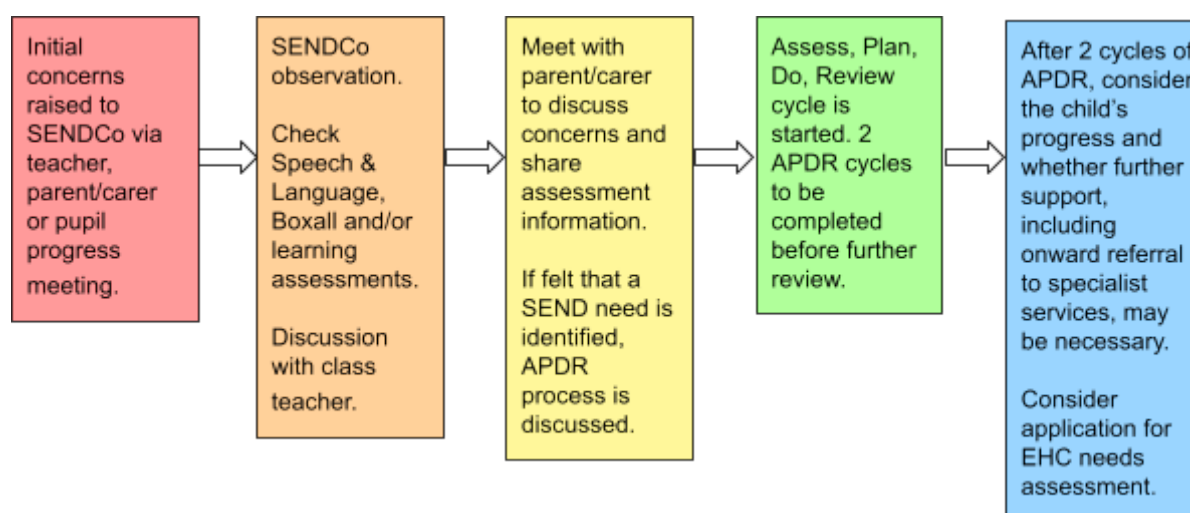 Initial
concerns
raised to
SENDCo via
teacher,
parent/carer
or pupil
progress
meeting.
SENDCo
observation.
Check
Speech &
Language,
Boxall and/or
learning
assessments.
Discussion
with class
teacher.
Meet with
parent/carer
to discuss
concerns and
share
assessment
information.
If felt that a
SEND need is
identified,
APDR
process is
discussed.
Assess, Plan,
Do, Review
cycle is
started. 2
APDR cycles
to be
completed
before further
review.
After 2 cycles of
APDR, consider
the child's
progress and
whether further
support,
including
onward referral
to specialist
services, may
be necessary.
Consider
application for
EHC needs
assessment.